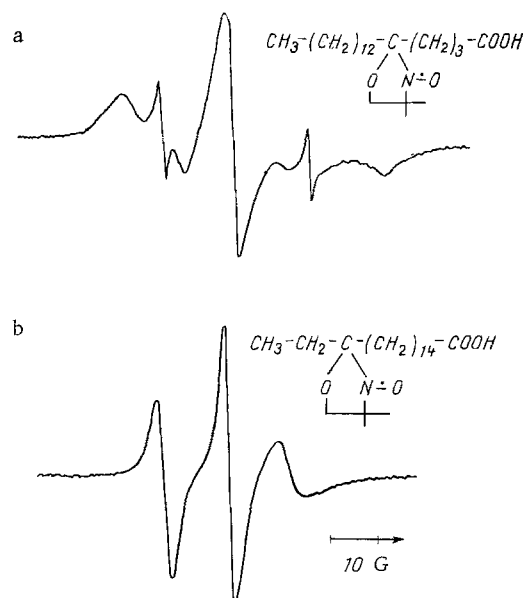 a
CH₃-(CH₂)₁₂-C-(CH₂)₃-COOH
O N∸O
b
CH₃-CH₂-C-(CH₂)₁₄-COOH
O N∸O
10 G